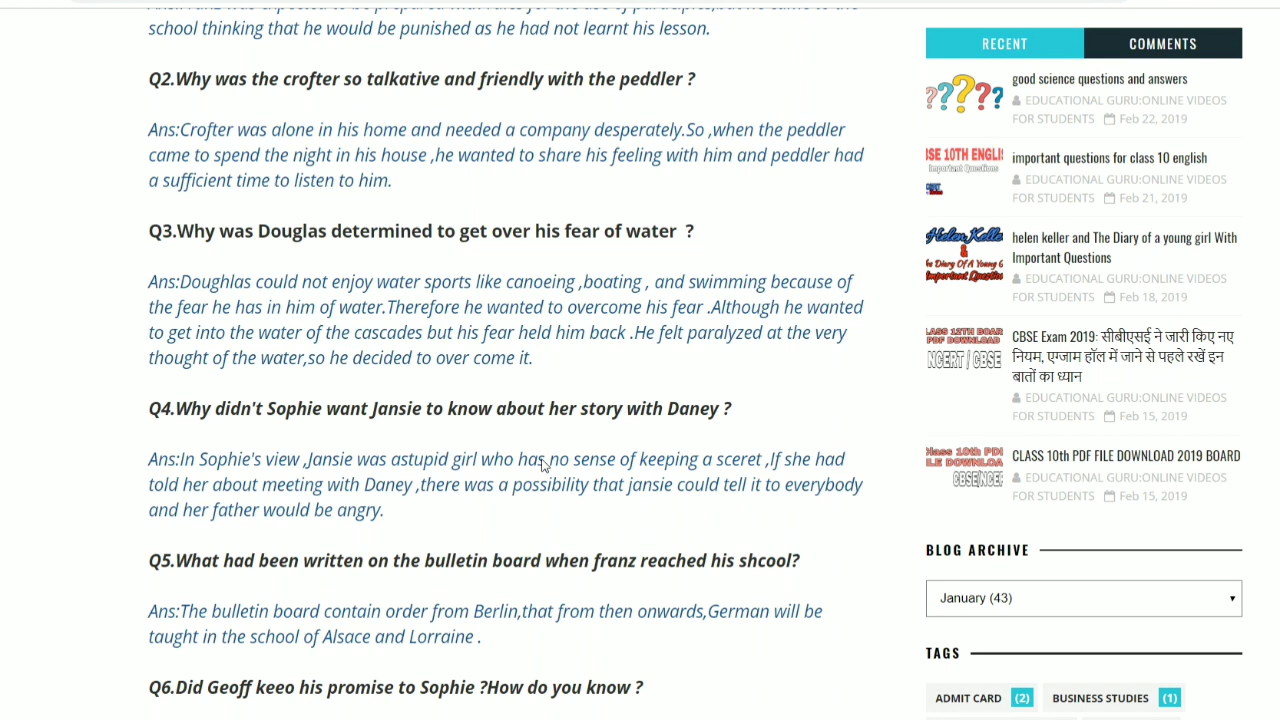 school thinking that he would be punished as he had not learnt his lesson.
Q2.Why was the crofter so talkative and friendly with the peddler ?
Ans:Crofter was alone in his home and needed a company desperately.So ,when the peddler
came to spend the night in his house ,he wanted to share his feeling with him and peddler had
a sufficient time to listen to him.
Q3.Why was Douglas determined to get over his fear of water ?
Ans:Doughlas could not enjoy water sports like canoeing ,boating , and swimming because of
the fear he has in him of water.Therefore he wanted to overcome his fear .Although he wanted
to get into the water of the cascades but his fear held him back .He felt paralyzed at the very
thought of the water,so he decided to over come it.
Q4.Why didn't Sophie want Jansie to know about her story with Daney ?
Ans:In Sophie's view ,Jansie was astupid girl who has no sense of keeping a sceret ,If she had
told her about meeting with Daney ,there was a possibility that jansie could tell it to everybody
and her father would be angry.
Q5.What had been written on the bulletin board when franz reached his shcool?
Ans:The bulletin board contain order from Berlin,that from then onwards,German will be
taught in the school of Alsace and Lorraine .
Q6.Did Geoff keeo his promise to Sophie ?How do you know ?
RECENT
COMMENTS
good science questions and answers
EDUCATIONAL GURU:ONLINE VIDEOS
FOR STUDENTS Feb 22, 2019
important questions for class 10 english
EDUCATIONAL GURU:ONLINE VIDEOS
FOR STUDENTS Feb 21, 2019
helen keller and The Diary of a young girl With
Important Questions
EDUCATIONAL GURU:ONLINE VIDEOS
FOR STUDENTS Feb 18, 2019
CBSE Exam 2019: सीबीएसई ने जारी किए नए
नियम, एग्जाम हॉल में जाने से पहले रखें इन
बातों का ध्यान
EDUCATIONAL GURU:ONLINE VIDEOS
FOR STUDENTS Feb 15, 2019
CLASS 10th PDF FILE DOWNLOAD 2019 BOARD
EDUCATIONAL GURU:ONLINE VIDEOS
FOR STUDENTS Feb 15, 2019
BLOG ARCHIVE
January (43)
TAGS
ADMIT CARD (2)
BUSINESS STUDIES (1)